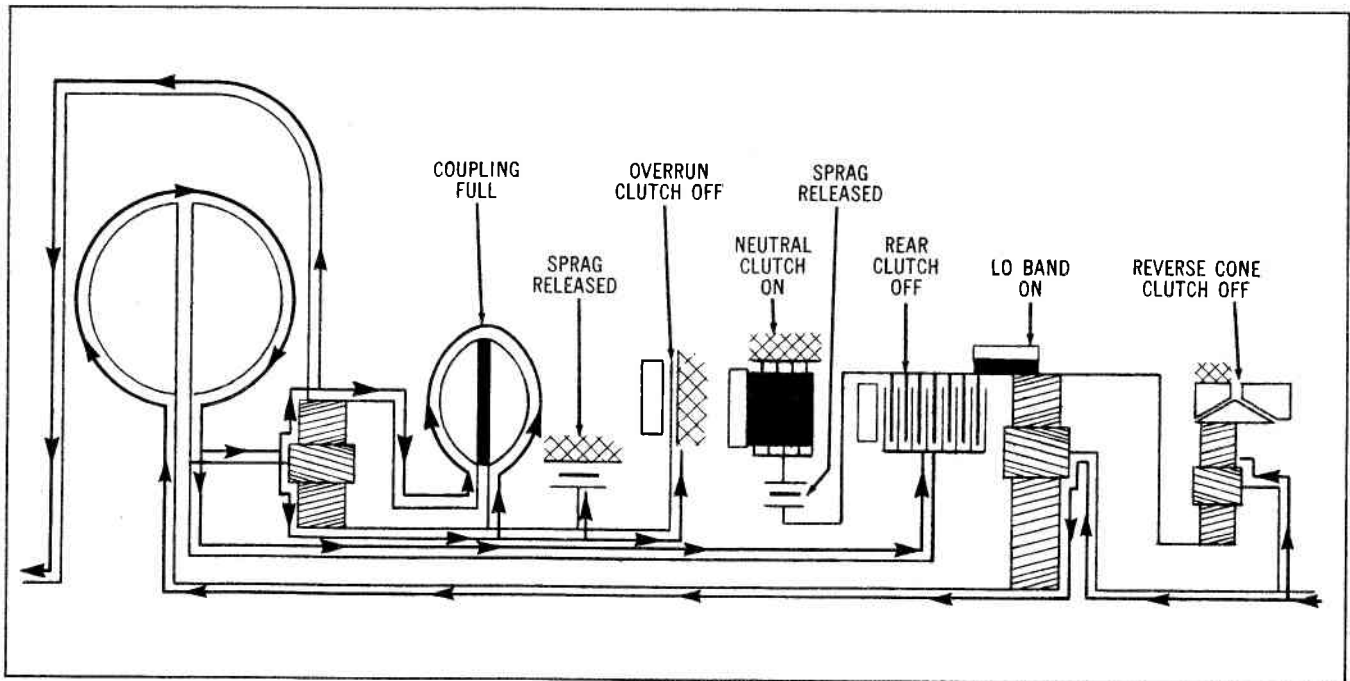 COUPLING
FULL
OVERRUN
CLUTCH OFF
SPRAG
RELEASED
SPRAG
RELEASED
NEUTRAL
CLUTCH
ON
REAR
CLUTCH
OFF
LO BAND
ON
REVERSE CONE
CLUTCH OFF